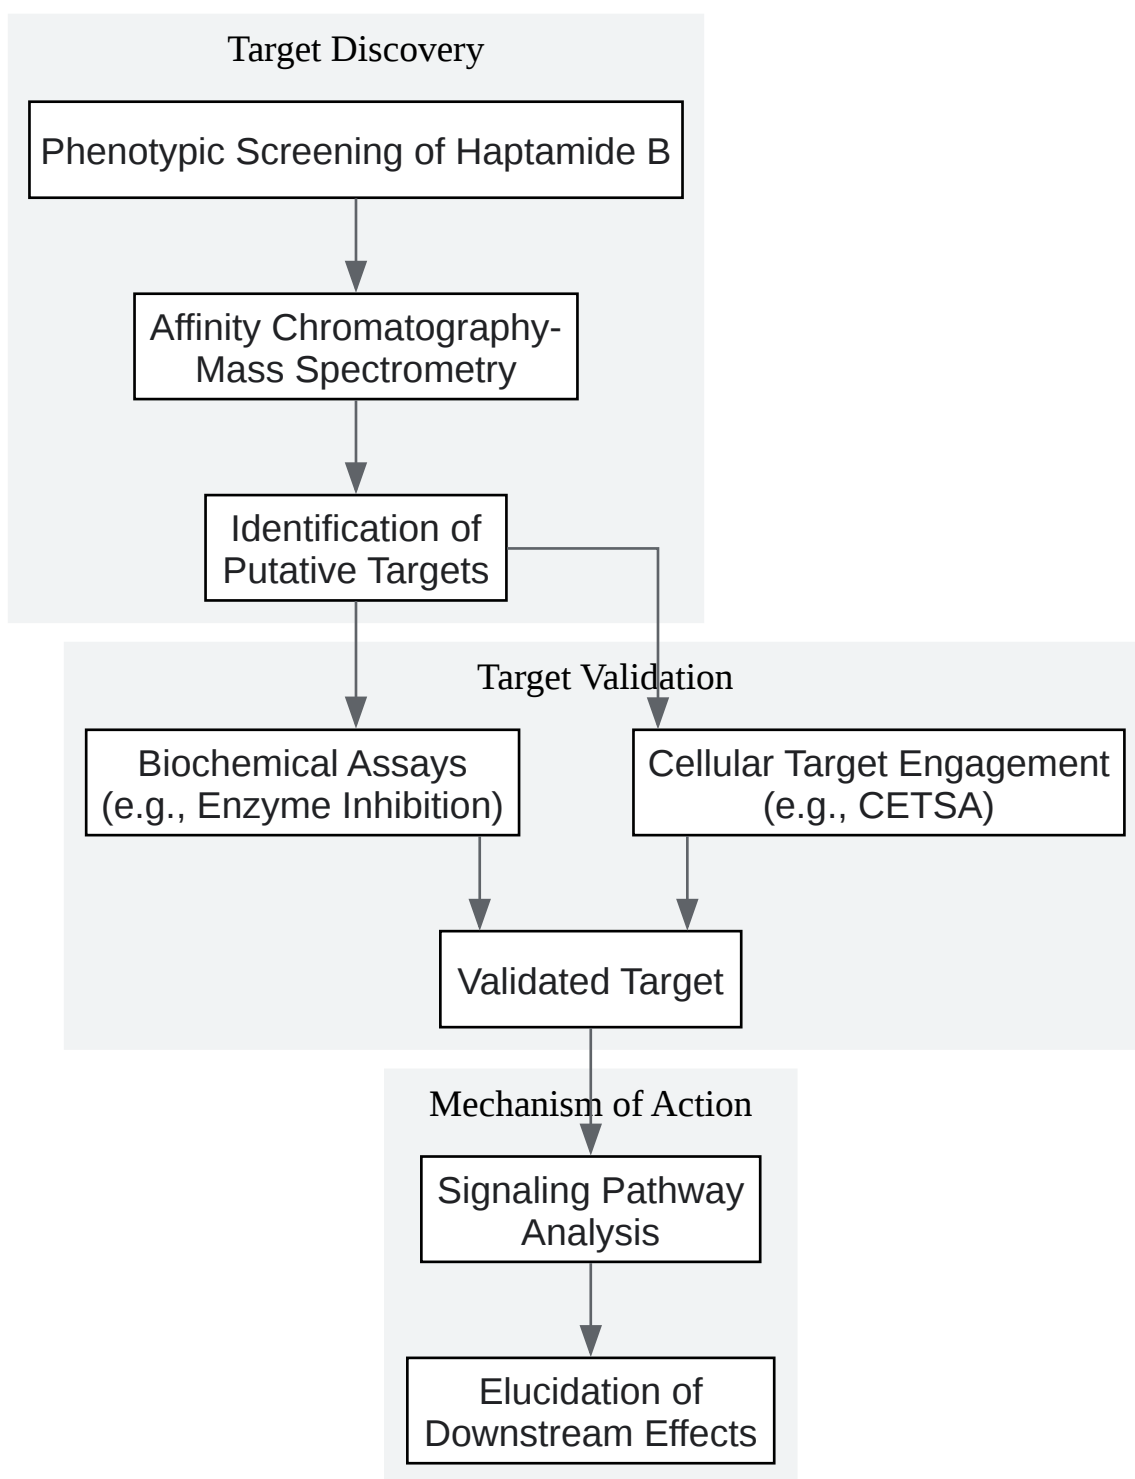 Target Discovery
Phenotypic Screening of Haptamide B
Affinity Chromatography-
Mass Spectrometry
Identification of
Putative Targets
Target Validation
Biochemical Assays
(e.g., Enzyme Inhibition)
Cellular Target Engagement
(e.g., CETSA)
Validated Target
Mechanism of Action
Signaling Pathway
Analysis
Elucidation of
Downstream Effects